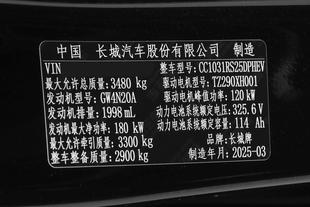 中国 长城汽车股份有限公司 制造
VIN 整车型号: CC1031RS25DPHEV
最大允许总质量: 3480 kg 驱动电机型号: TZ290XH001
发动机型号: GW4N20A 驱动电机峰值功率: 120 kW
发动机排量: 1998 mL 动力电池系统额定电压: 325.6 V
发动机最大净功率: 180 kW 动力电池系统额定容量: 114 Ah
最大允许牵引质量: 3300 kg 品牌: 长城牌
整车整备质量: 2900 kg 制造年月: 2025-03